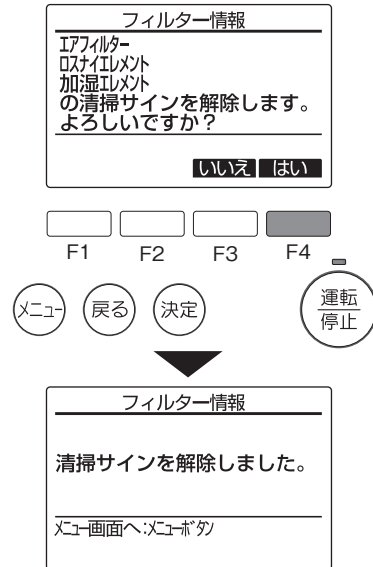 フィルター情報
エアフィルター
ロスナイエレメント
加湿エレメント
の清掃サインを解除します。
よろしいですか？
いいえ はい
F1 F2 F3 F4
メニュー 戻る 決定 運転
停止
フィルター情報
清掃サインを解除しました。
メニュー画面へ:メニューボタン